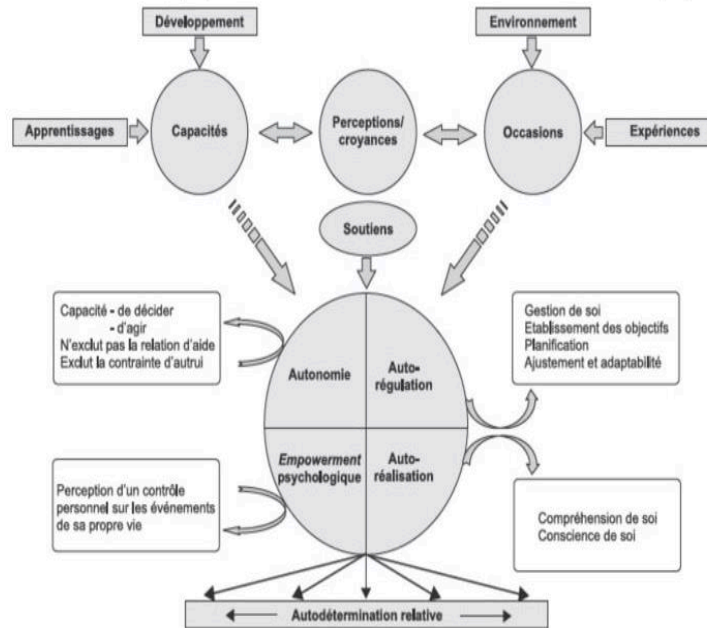 Développement
Environnement
Apprentissages
Capacités
Perceptions/
croyances
Occasions
Expériences
Soutiens
Capacité - de décider
- d'agir
N'exclut pas la relation d'aide
Exclut la contrainte d'autrui
Autonomie
Auto-
régulation
Gestion de soi
Etablissement des objectifs
Planification
Ajustement et adaptabilité
Perception d'un contrôle
personnel sur les événements
de sa propre vie
Empowerment
psychologique
Auto-
réalisation
Compréhension de soi
Conscience de soi
Autodétermination relative